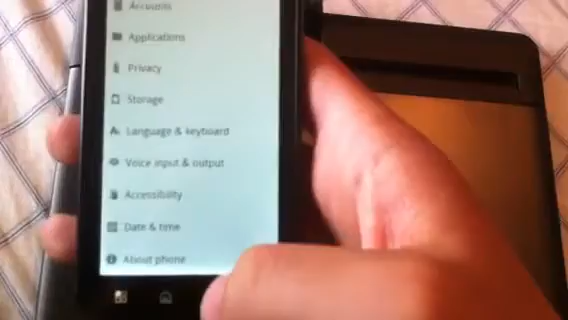 Accounts
Applications
Privacy
Storage
Language & keyboard
Voice input & output
Accessibility
Date & time
About phone